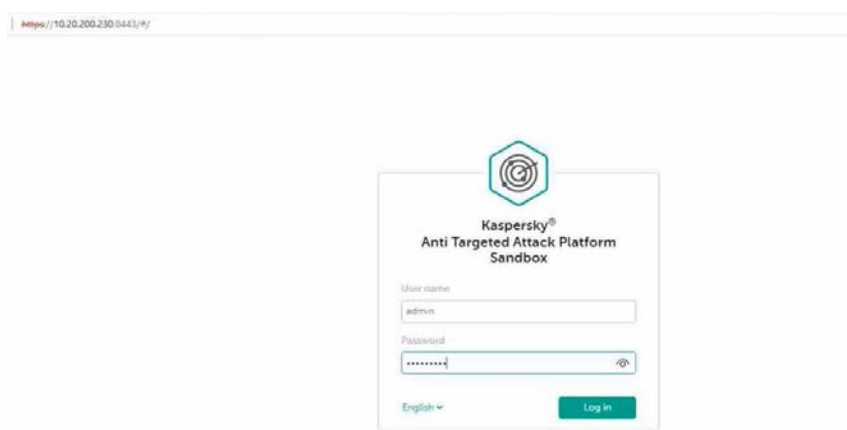 https://10.20.200.230:8443/#/
Kaspersky®
Anti Targeted Attack Platform
Sandbox
User name
admin
Password
•••••••••
English
Log in